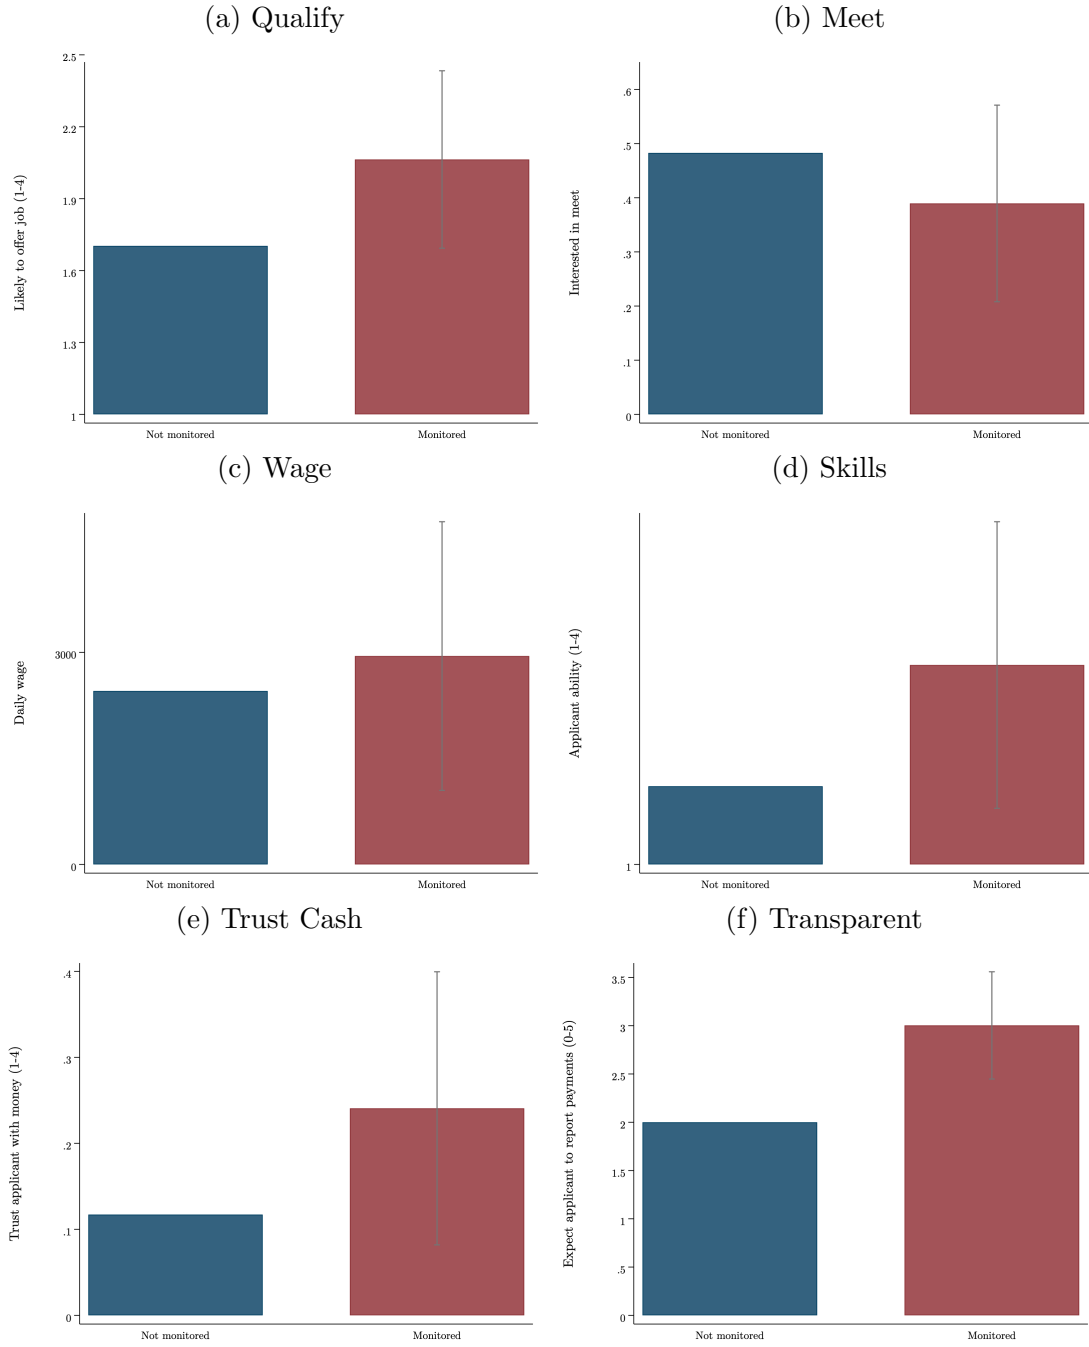 (a) Qualify
Likely to offer job (1-4)
2.5
2.2
1.9
1.6
1.3
1
Not monitored
Monitored
(b) Meet
Interested in meet
.6
.5
.4
.3
.2
.1
0
Not monitored
Monitored
(c) Wage
Daily wage
3000
0
Not monitored
Monitored
(d) Skills
Applicant ability (1-4)
1
Not monitored
Monitored
(e) Trust Cash
Trust applicant with money (1-4)
.4
.3
.2
.1
0
Not monitored
Monitored
(f) Transparent
Expect applicant to report payments (0-5)
3.5
3
2.5
2
1.5
1
.5
0
Not monitored
Monitored